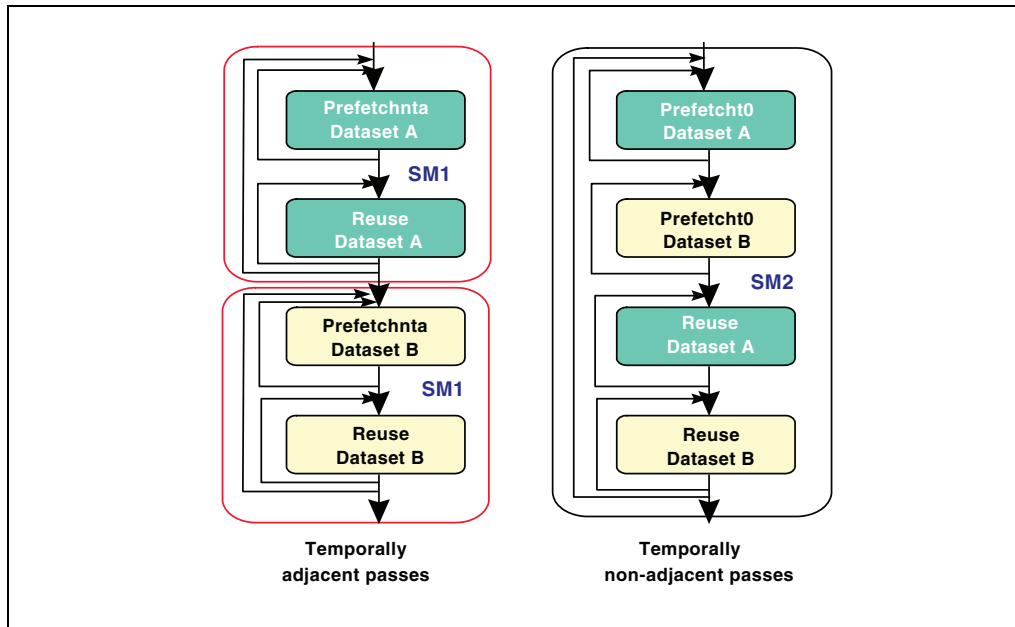 Prefetchnta
Dataset A
SM1
Reuse
Dataset A
Prefetchnta
Dataset B
SM1
Reuse
Dataset B
Temporally
adjacent passes
Prefetcht0
Dataset A
Prefetcht0
Dataset B
SM2
Reuse
Dataset A
Reuse
Dataset B
Temporally
non-adjacent passes